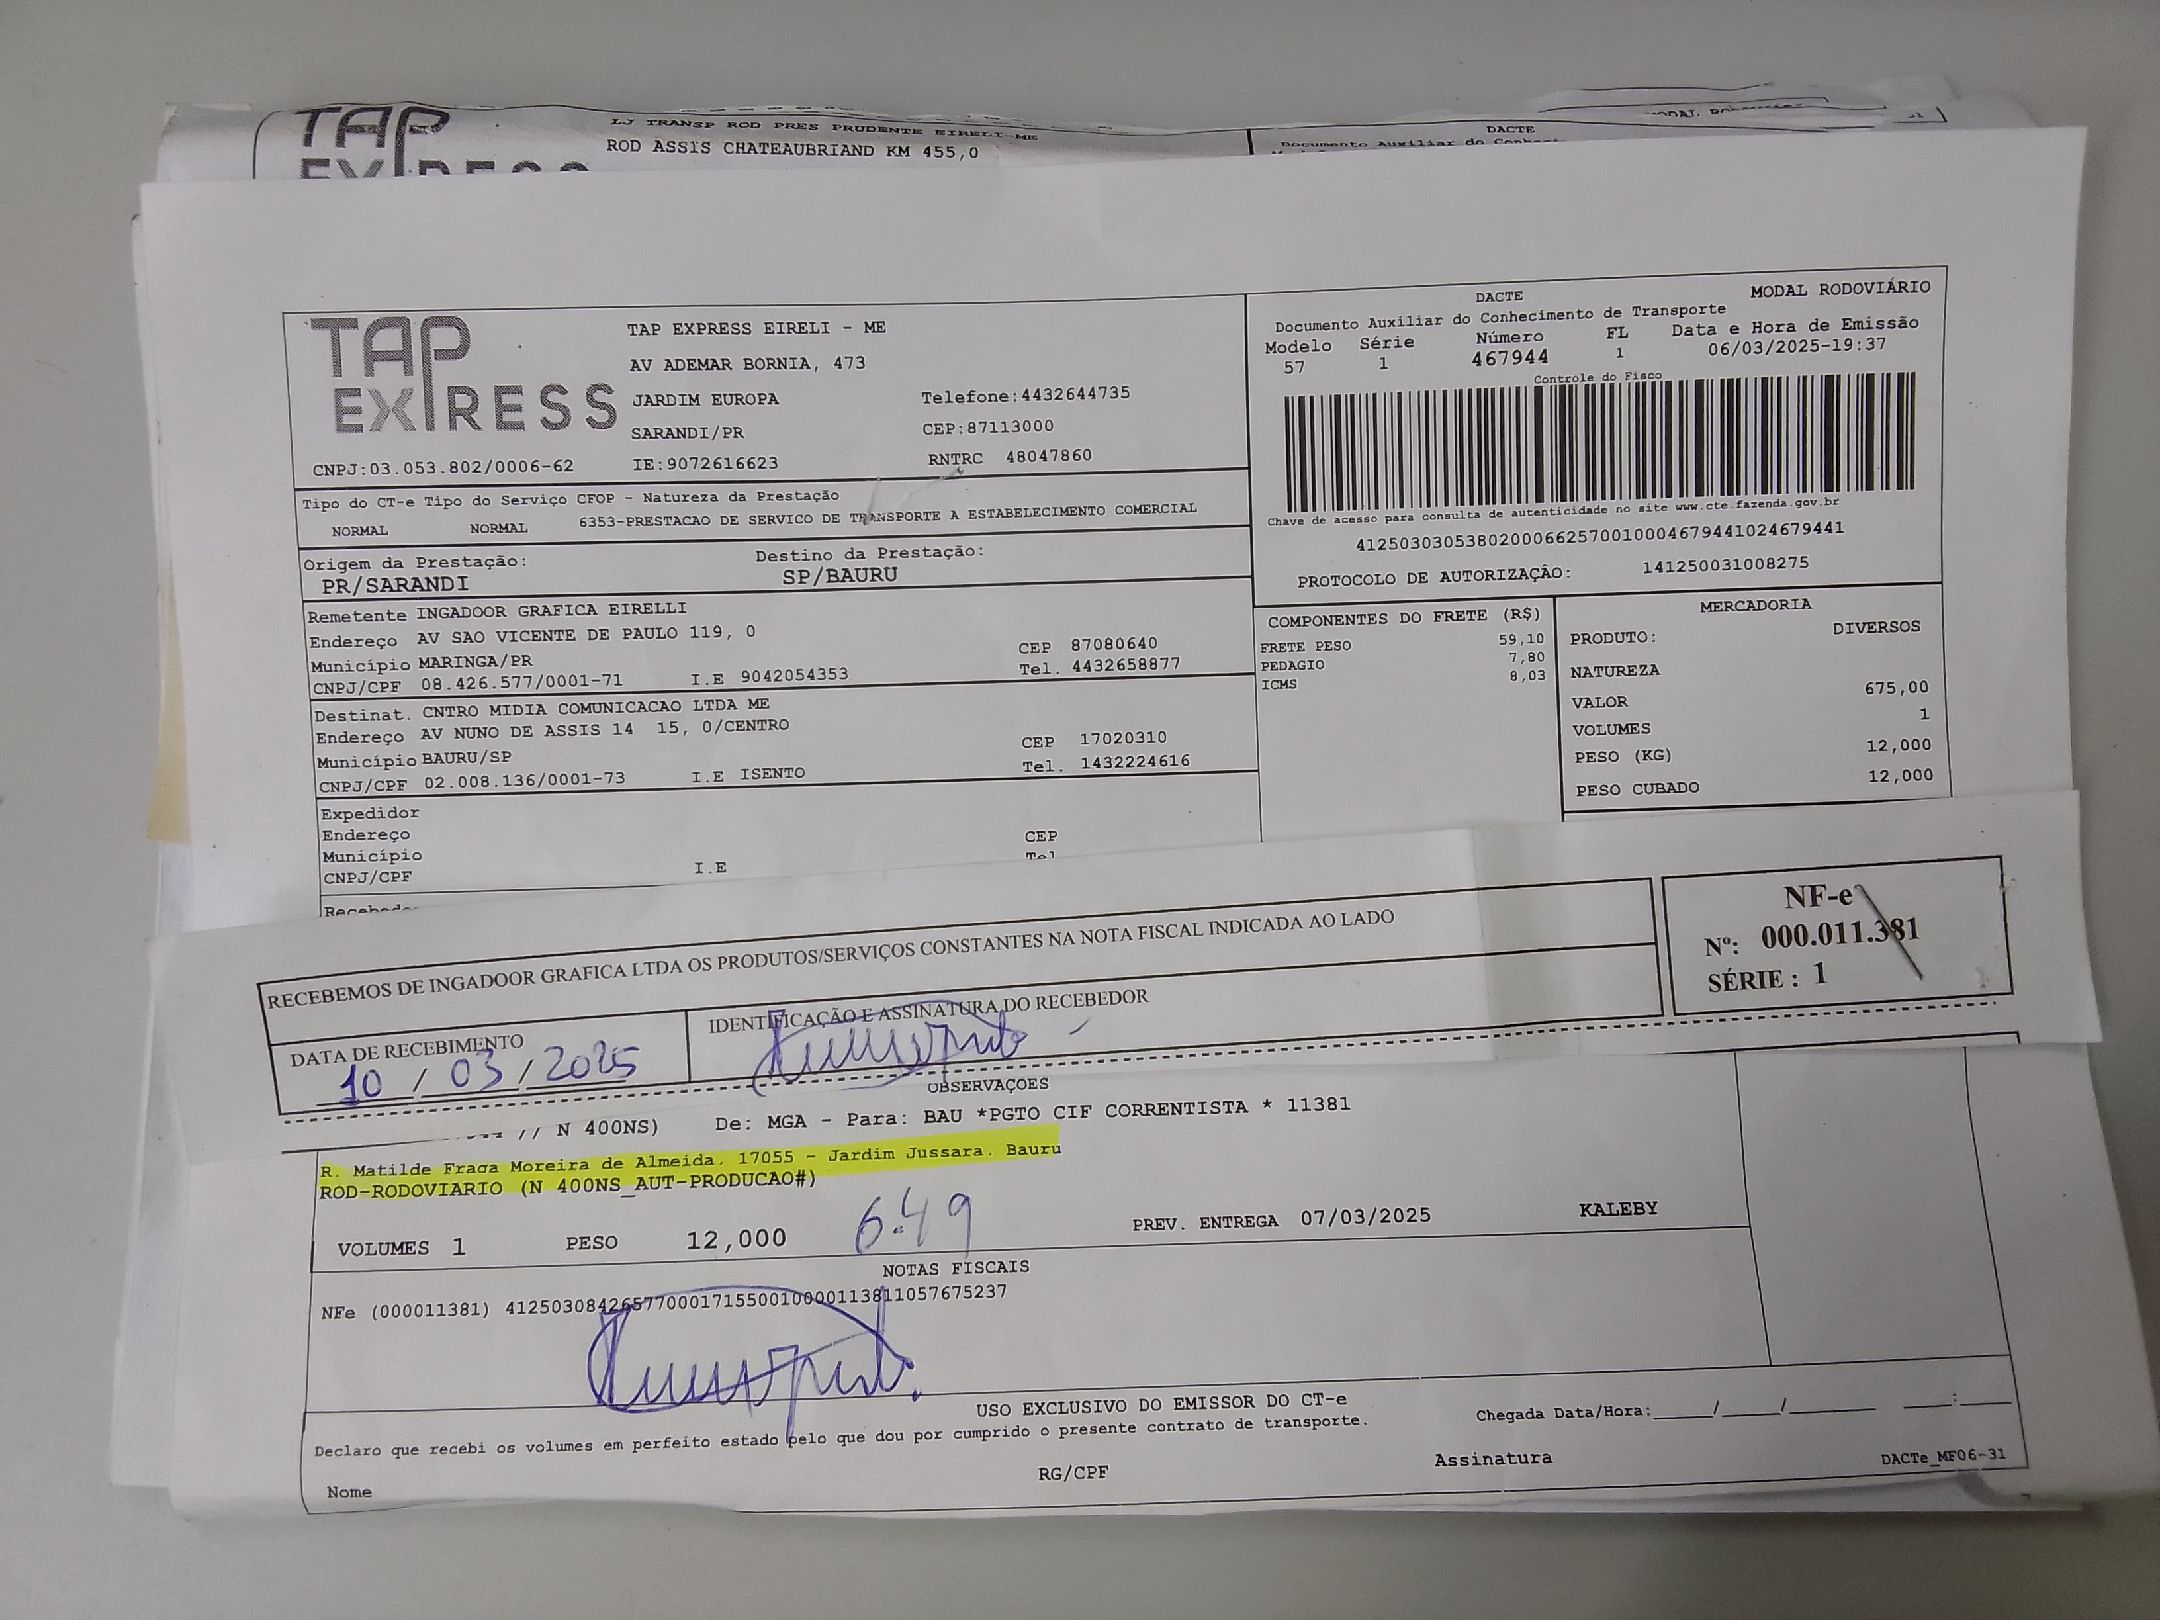 TAP
LJ TRANSP ROD PRES PRUDENTE EIRELI-ME
ROD ASSIS CHATEAUBRIAND KM 455,0
DACTE
TAP EXPRESS
TAP EXPRESS EIRELI - ME
AV ADEMAR BORNIA, 473
JARDIM EUROPA Telefone:4432644735
SARANDI/PR CEP:87113000
CNPJ:03.053.802/0006-62 IE:9072616623 RNTRC 48047860
DACTE MODAL RODOVIÁRIO
Documento Auxiliar do Conhecimento de Transporte
Modelo Série Número FL Data e Hora de Emissão
57 1 467944 1 06/03/2025-19:37
Controle do Fisco
Chave de acesso para consulta de autenticidade no site www.cte.fazenda.gov.br
41250303053802000662570010004679441024679441
PROTOCOLO DE AUTORIZAÇÃO: 141250031008275
Tipo do CT-e Tipo do Serviço CFOP - Natureza da Prestação
NORMAL NORMAL 6353-PRESTACAO DE SERVICO DE TRANSPORTE A ESTABELECIMENTO COMERCIAL
Origem da Prestação: Destino da Prestação:
PR/SARANDI SP/BAURU
Remetente INGADOOR GRAFICA EIRELLI
Endereço AV SAO VICENTE DE PAULO 119, 0 CEP 87080640
Município MARINGA/PR Tel. 4432658877
CNPJ/CPF 08.426.577/0001-71 I.E 9042054353
Destinat. CNTRO MIDIA COMUNICACAO LTDA ME
Endereço AV NUNO DE ASSIS 14 15, 0/CENTRO CEP 17020310
Município BAURU/SP Tel. 1432224616
CNPJ/CPF 02.008.136/0001-73 I.E ISENTO
Expedidor
Endereço CEP
Município Tel
CNPJ/CPF I.E
COMPONENTES DO FRETE (R$)
FRETE PESO 59,10
PEDAGIO 7,80
ICMS 8,03
MERCADORIA
PRODUTO: DIVERSOS
NATUREZA
VALOR 675,00
VOLUMES 1
PESO (KG) 12,000
PESO CUBADO 12,000
RECEBEMOS DE INGADOOR GRAFICA LTDA OS PRODUTOS/SERVIÇOS CONSTANTES NA NOTA FISCAL INDICADA AO LADO
DATA DE RECEBIMENTO IDENTIFICAÇÃO E ASSINATURA DO RECEBEDOR
10/03/2025
NF-e
Nº: 000.011.381
SÉRIE : 1
OBSERVAÇOES
// N 400NS) De: MGA - Para: BAU *PGTO CIF CORRENTISTA * 11381
R. Matilde Fraga Moreira de Almeida, 17055 - Jardim Jussara. Bauru
ROD-RODOVIARIO (N 400NS_AUT-PRODUCAO#)
VOLUMES 1 PESO 12,000 6.49 PREV. ENTREGA 07/03/2025 KALEBY
NOTAS FISCAIS
NFe (000011381) 41250308426577000171550010000113811057675237
USO EXCLUSIVO DO EMISSOR DO CT-e
Declaro que recebi os volumes em perfeito estado pelo que dou por cumprido o presente contrato de transporte.
Chegada Data/Hora:____/____/______ ____:____
Nome RG/CPF Assinatura DACTe_MF06-31